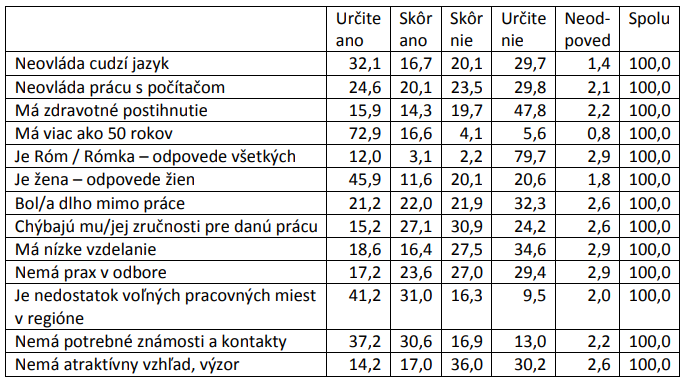 Určite ano Skôr ano Skôr nie Určite nie Neod-poved Spolu
Neovláda cudzí jazyk 32,1 16,7 20,1 29,7 1,4 100,0
Neovláda prácu s počítačom 24,6 20,1 23,5 29,8 2,1 100,0
Má zdravotné postihnutie 15,9 14,3 19,7 47,8 2,2 100,0
Má viac ako 50 rokov 72,9 16,6 4,1 5,6 0,8 100,0
Je Róm / Rómka – odpovede všetkých 12,0 3,1 2,2 79,7 2,9 100,0
Je žena – odpovede žien 45,9 11,6 20,1 20,6 1,8 100,0
Bol/a dlho mimo práce 21,2 22,0 21,9 32,3 2,6 100,0
Chýbajú mu/jej zručnosti pre danú prácu 15,2 27,1 30,9 24,2 2,6 100,0
Má nízke vzdelanie 18,6 16,4 27,5 34,6 2,9 100,0
Nemá prax v odbore 17,2 23,6 27,0 29,4 2,9 100,0
Je nedostatok voľných pracovných miest 41,2 31,0 16,3 9,5 2,0 100,0
v regióne
Nemá potrebné známosti a kontakty 37,2 30,6 16,9 13,0 2,2 100,0
Nemá atraktívny vzhľad, výzor 14,2 17,0 36,0 30,2 2,6 100,0